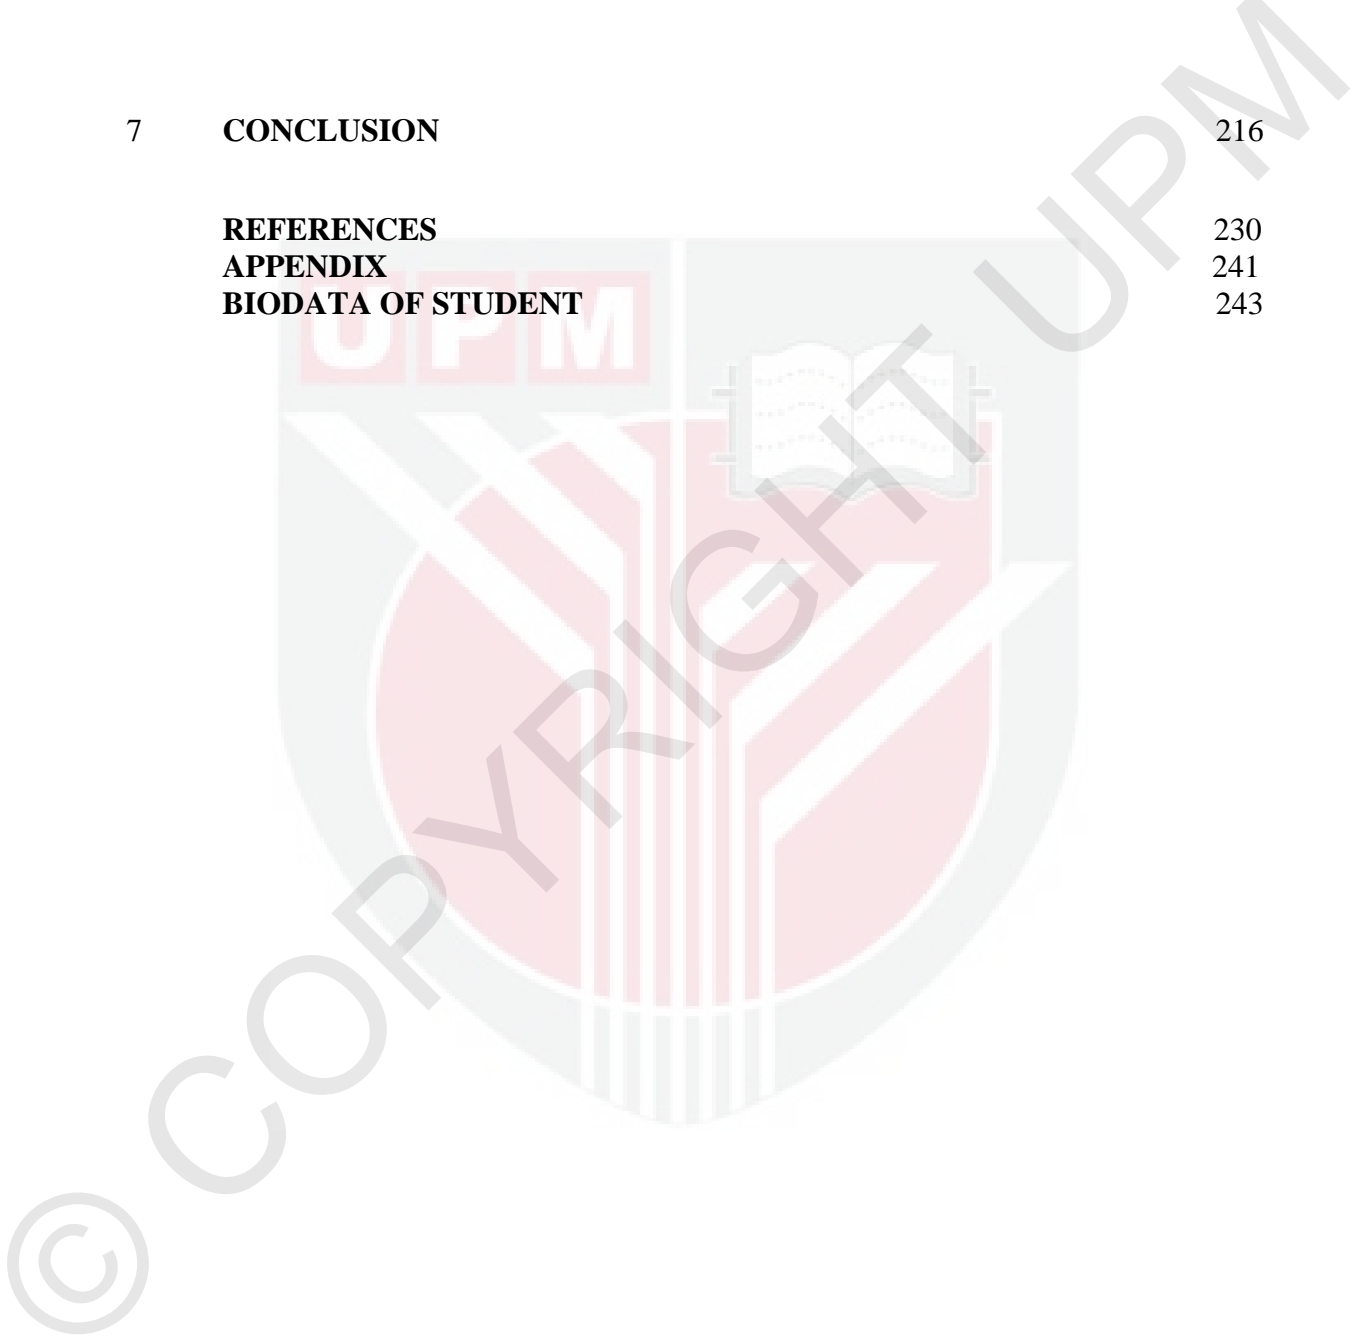 7 CONCLUSION 216
REFERENCES 230
APPENDIX 241
BIODATA OF STUDENT 243
UPM
© COPYRIGHT UPM